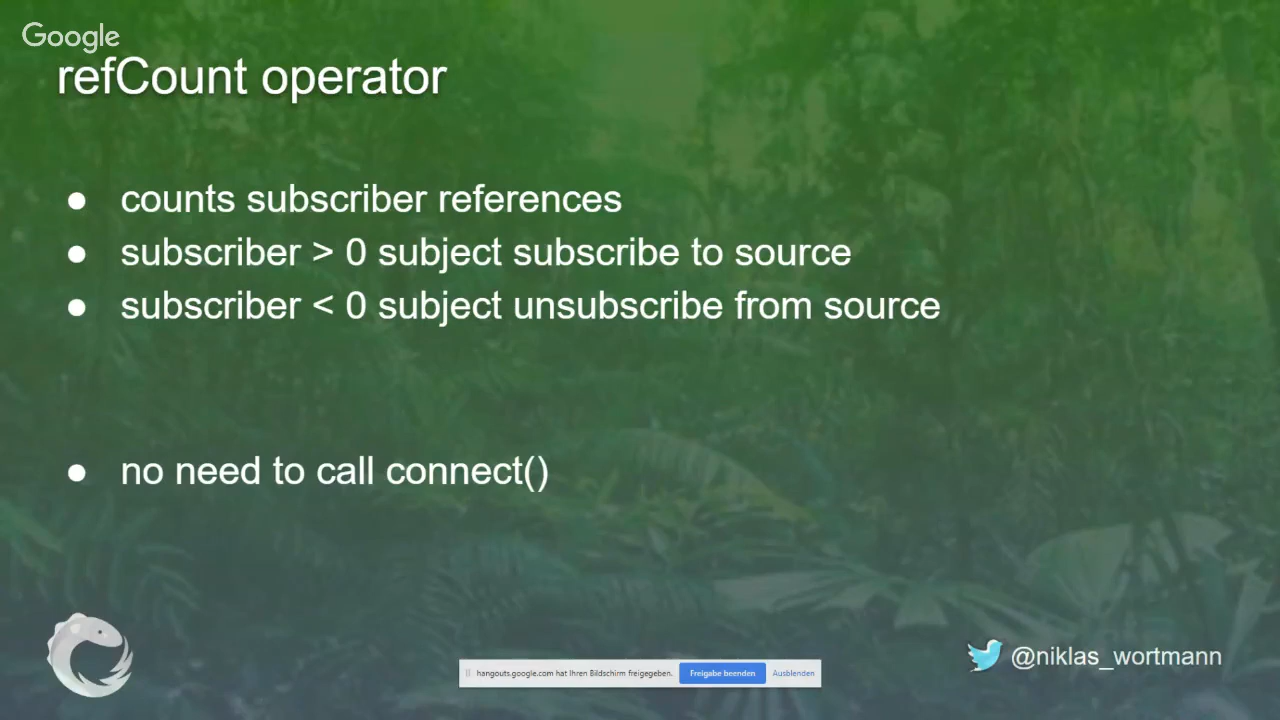 Google
refCount operator
● counts subscriber references
● subscriber > 0 subject subscribe to source
● subscriber < 0 subject unsubscribe from source
● no need to call connect()
@niklas_wortmann
hangouts.google.com hat Ihren Bildschirm freigegeben. Freigabe beenden Ausblenden